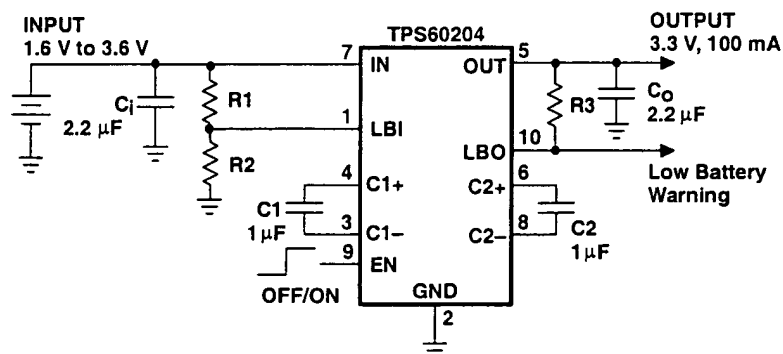 INPUT
1.6 V to 3.6 V
TPS60204
OUTPUT
3.3 V, 100 mA
7
IN
OUT
5
Ci
2.2 µF
R1
R2
1
LBI
R3
Co
2.2 µF
10
LBO
Low Battery
Warning
4
C1+
C1
1 µF
3
C1–
C2+
6
C2–
8
C2
1 µF
9
EN
OFF/ON
GND
2